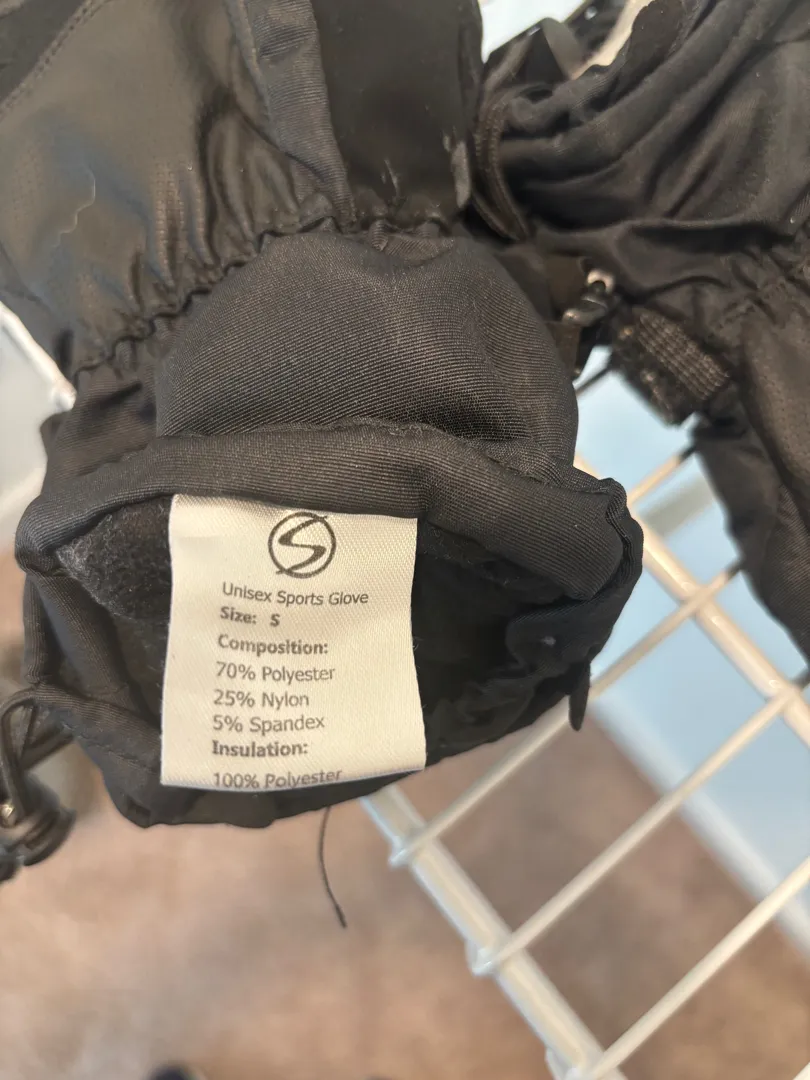 Unisex Sports Glove
Size: S
Composition:
70% Polyester
25% Nylon
5% Spandex
Insulation:
100% Polyester